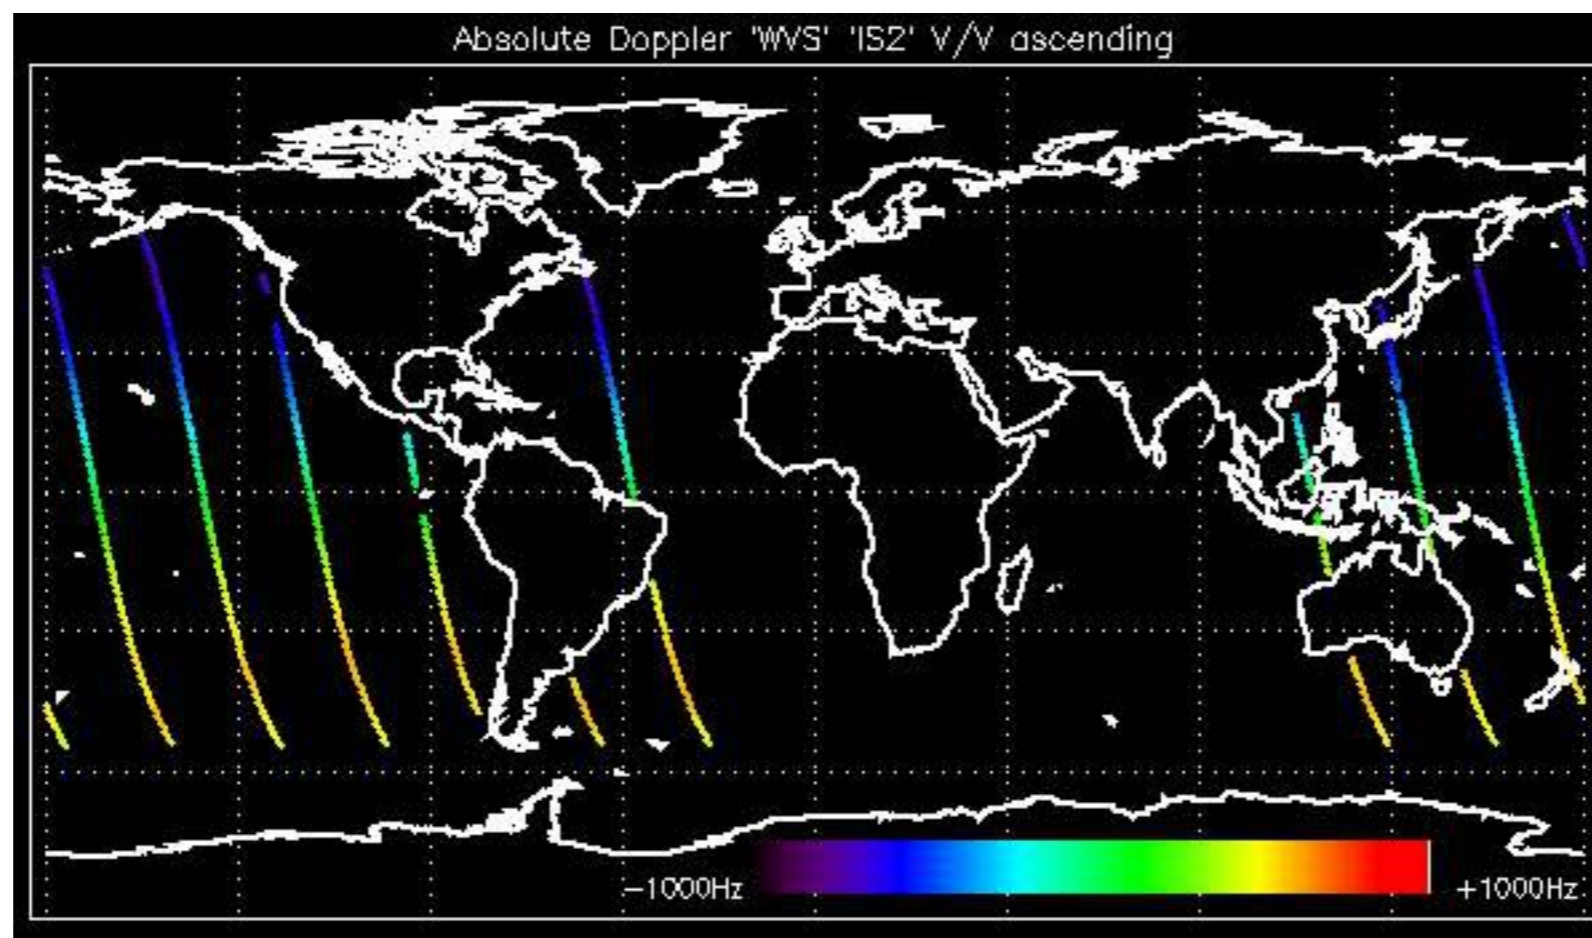 Absolute Doppler 'WVS' 'IS2' V/V ascending
-1000Hz +1000Hz